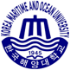 KOREA MARITIME AND OCEAN UNIVERSITY
1945
한국해양대학교